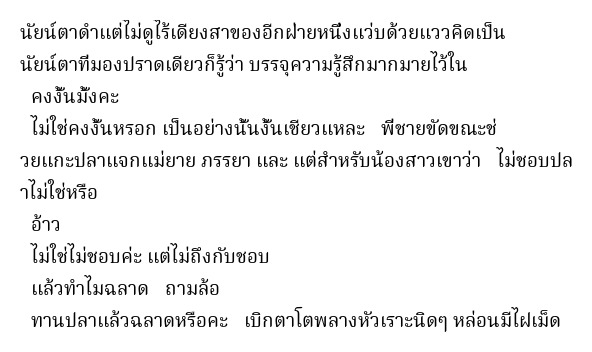 นัยน์ตาดำแต่ไม่ดูไร้เดียงสาของอีกฝ่ายหนึ่งแว่บด้วยแววคิดเป็น
นัยน์ตาที่มองปราดเดียวก็รู้ว่า บรรจุความรู้สึกมากมายไว้ใน
คงงั้นมั้งคะ
ไม่ใช่คงงั้นหรอก เป็นอย่างนั้นงั้นเชียวแหละ พี่ชายขัดขณะช่
วยแกะปลาแจกแม่ยาย ภรรยา และ แต่สำหรับน้องสาวเขาว่า ไม่ชอบปล
าไม่ใช่หรือ
อ้าว
ไม่ใช่ไม่ชอบค่ะ แต่ไม่ถึงกับชอบ
แล้วทำไมฉลาด ถามล้อ
ทานปลาแล้วฉลาดหรือคะ เบิกตาโตพลางหัวเราะนิดๆ หล่อนมีไฝเม็ด